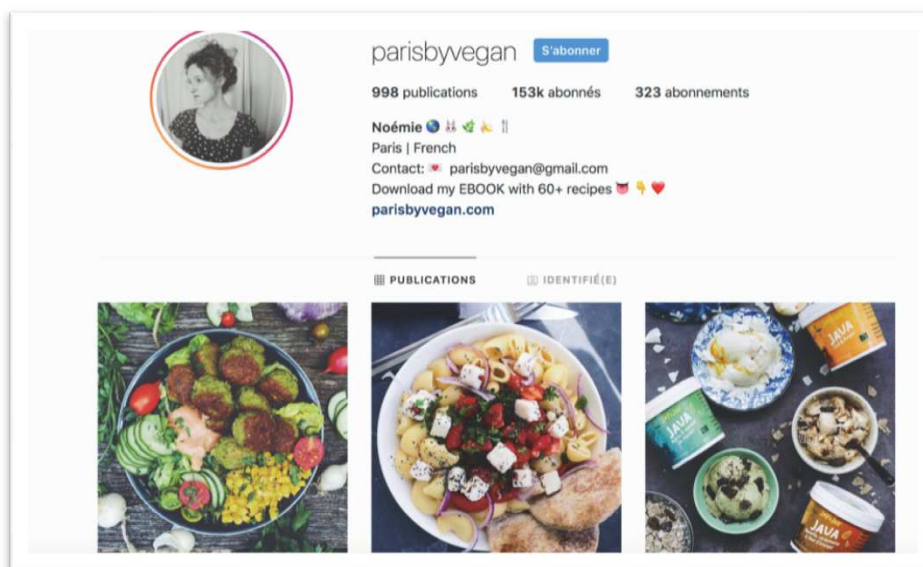 parisbyvegan S'abonner
998 publications 153k abonnés 323 abonnements
Noémie 🌏 🐰 🌿 🍌 🍴
Paris | French
Contact: 💌 parisbyvegan@gmail.com
Download my EBOOK with 60+ recipes 👅 👇 ❤️
parisbyvegan.com
PUBLICATIONS IDENTIFIÉ(E)
JAVA
JAVA
JAVA